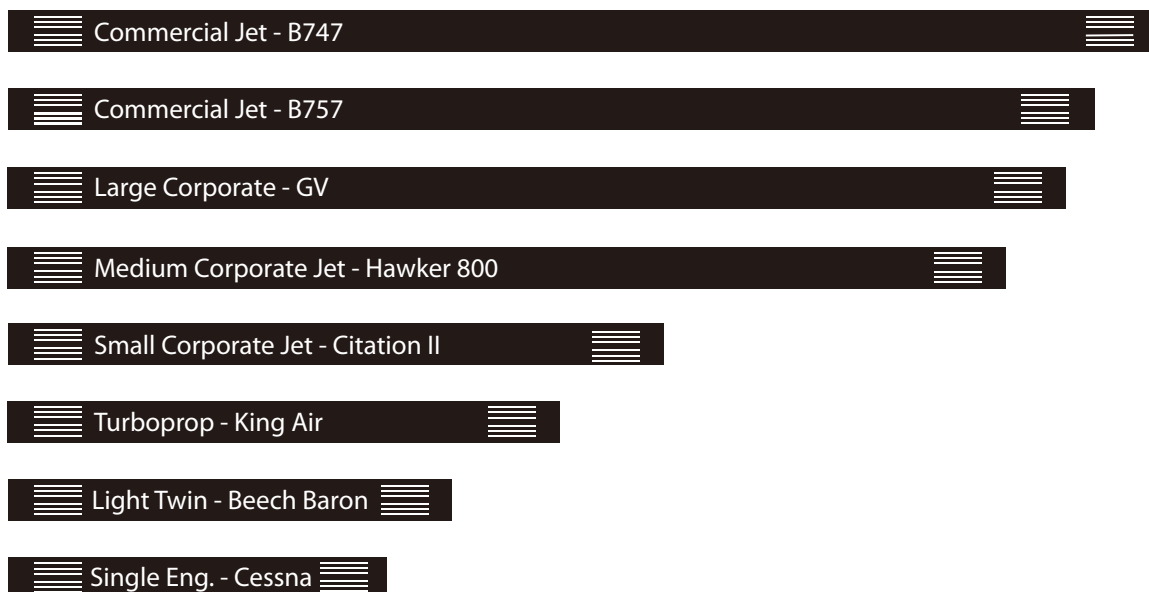 Commercial Jet - B747
Commercial Jet - B757
Large Corporate - GV
Medium Corporate Jet - Hawker 800
Small Corporate Jet - Citation II
Turboprop - King Air
Light Twin - Beech Baron
Single Eng. - Cessna